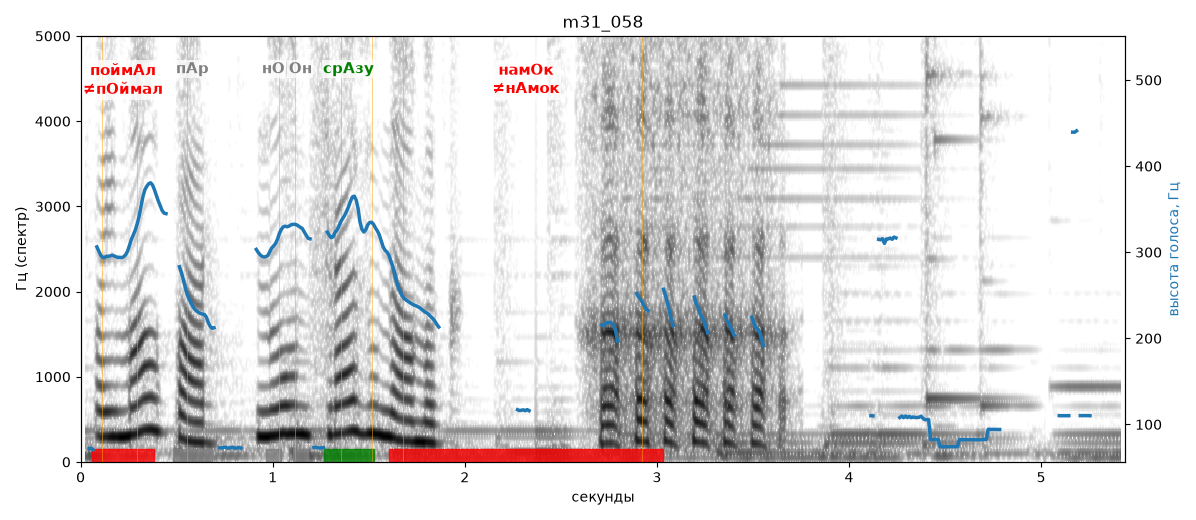 m31_058
5000
4000
3000
2000
1000
0
Гц (спектр)
поймАл
≠пОймал
пАр
нО Он
срАзу
намОк
≠нАмок
500
400
300
200
100
высота голоса, Гц
0 1 2 3 4 5
секунды